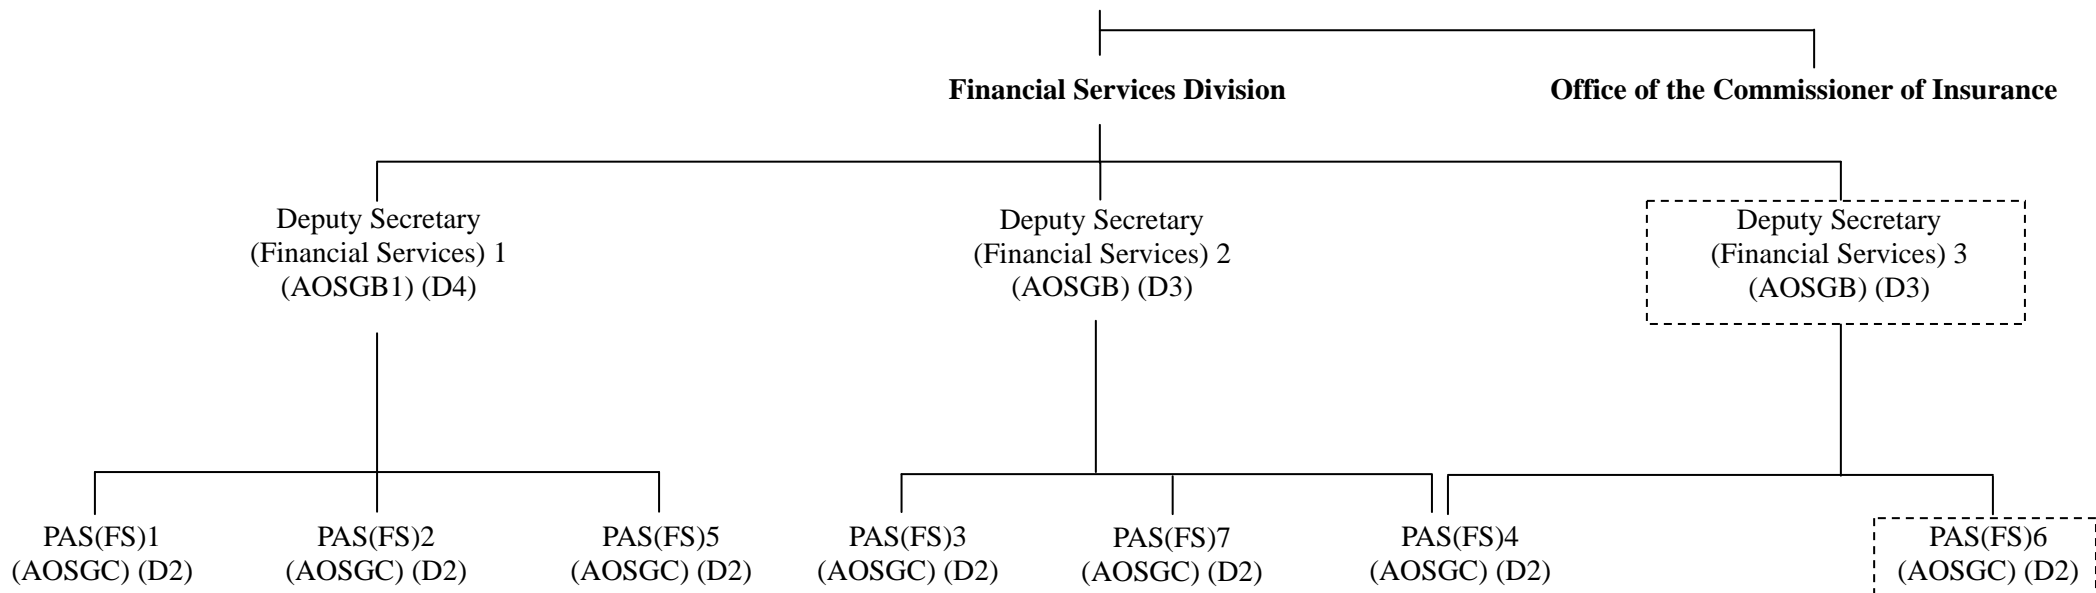 Financial Services Division
Office of the Commissioner of Insurance
Deputy Secretary
(Financial Services) 1
(AOSGB1) (D4)
Deputy Secretary
(Financial Services) 2
(AOSGB) (D3)
Deputy Secretary
(Financial Services) 3
(AOSGB) (D3)
PAS(FS)1
(AOSGC) (D2)
PAS(FS)2
(AOSGC) (D2)
PAS(FS)5
(AOSGC) (D2)
PAS(FS)3
(AOSGC) (D2)
PAS(FS)7
(AOSGC) (D2)
PAS(FS)4
(AOSGC) (D2)
PAS(FS)6
(AOSGC) (D2)